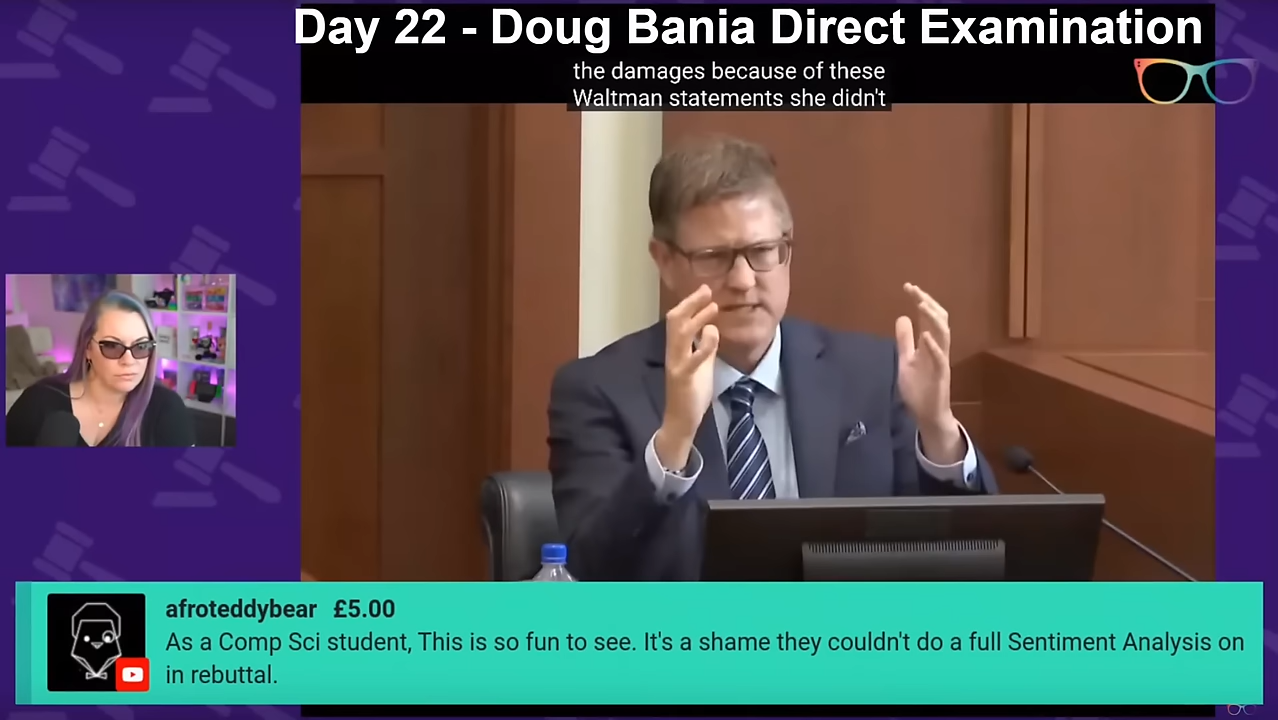 Day 22 - Doug Bania Direct Examination
the damages because of these
Waltman statements she didn't
afroteddybear £5.00
As a Comp Sci student, This is so fun to see. It's a shame they couldn't do a full Sentiment Analysis on
in rebuttal.